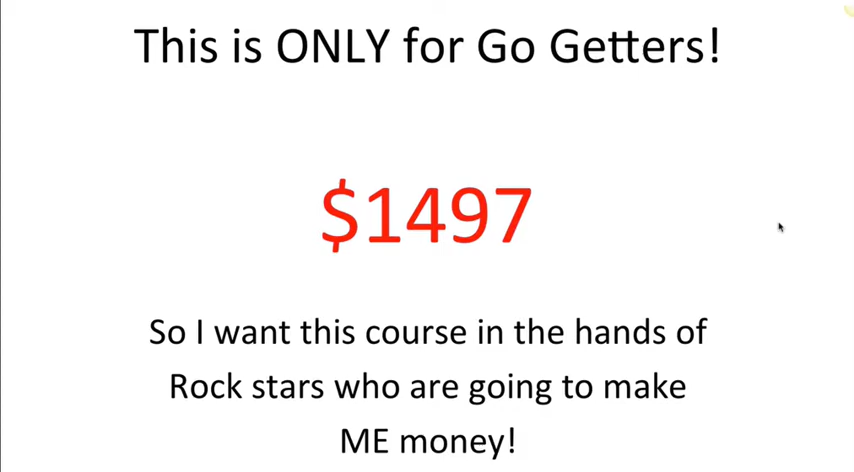 This is ONLY for Go Getters!
$1497
So I want this course in the hands of
Rock stars who are going to make
ME money!